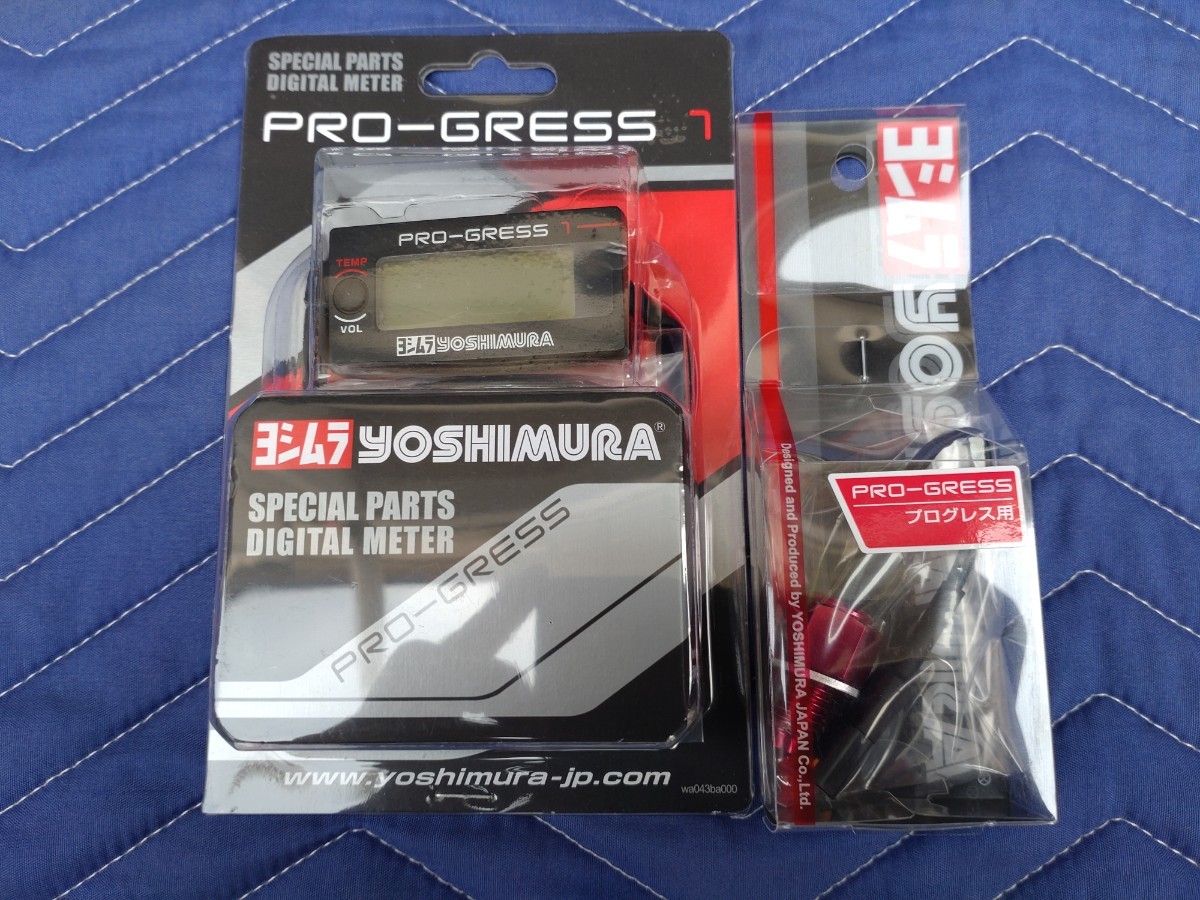 SPECIAL PARTS
DIGITAL METER
PRO-GRESS 1
PRO-GRESS 1
TEMP
VOL
ヨシムラ YOSHIMURA
ヨシムラ YOSHIMURA®
SPECIAL PARTS
DIGITAL METER
PRO-GRESS
www.yoshimura-jp.com
wa043ba000
ヨシムラ
PRO-GRESS
プログレス用
Designed and Produced by YOSHIMURA JAPAN Co.,Ltd.